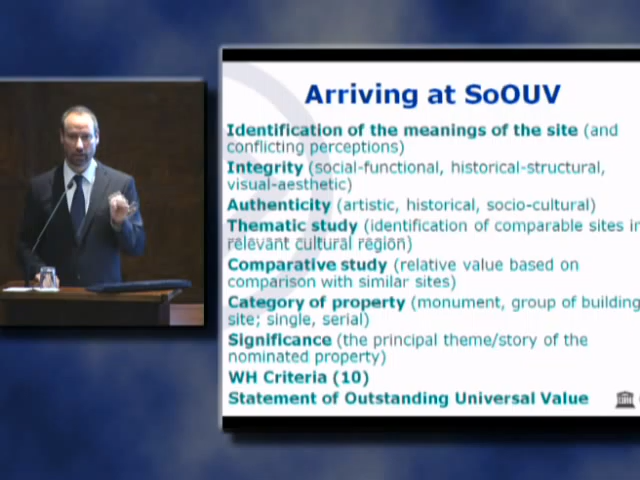 Arriving at SoOUV
Identification of the meanings of the site (and
conflicting perceptions)
Integrity (social-functional, historical-structural,
visual-aesthetic)
Authenticity (artistic, historical, socio-cultural)
Thematic study (identification of comparable sites in
relevant cultural region)
Comparative study (relative value based on
comparison with similar sites)
Category of property (monument, group of building
site; single, serial)
Significance (the principal theme/story of the
nominated property)
WH Criteria (10)
Statement of Outstanding Universal Value